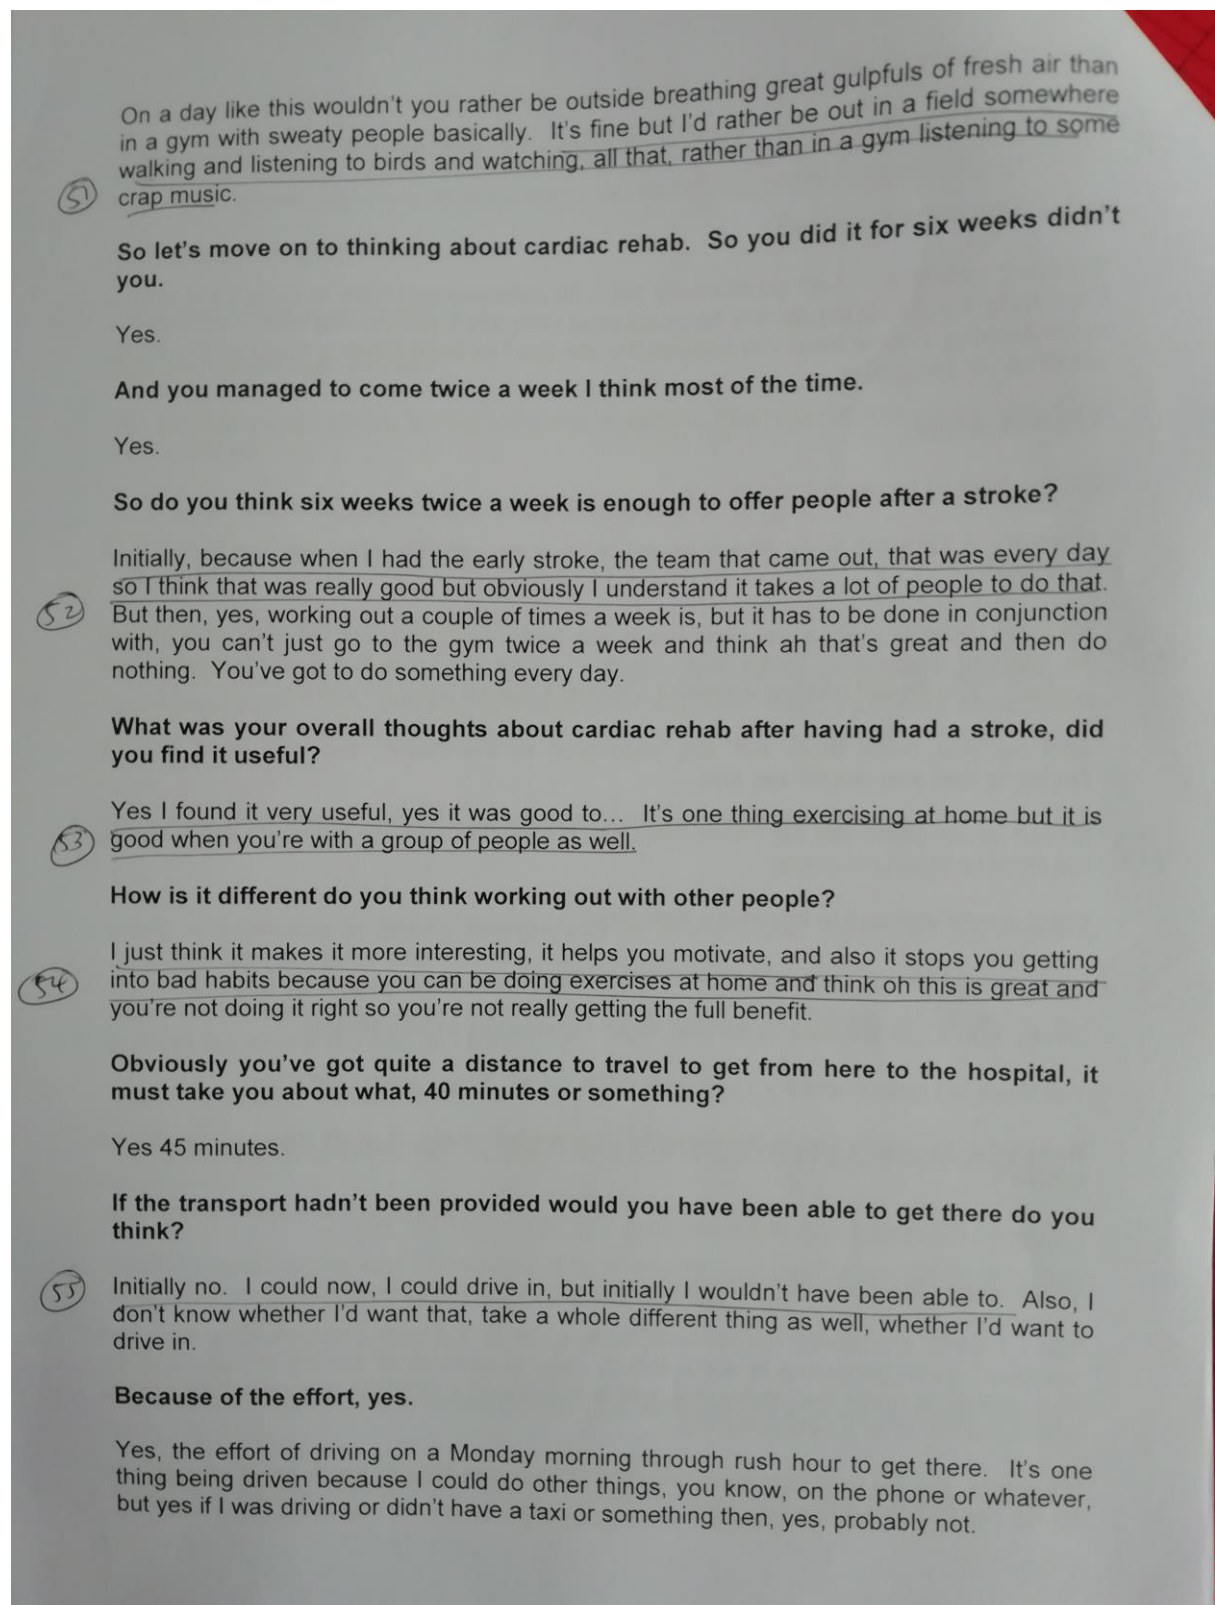 On a day like this wouldn't you rather be outside breathing great gulpfuls of fresh air than
in a gym with sweaty people basically.  It's fine but I'd rather be out in a field somewhere
walking and listening to birds and watching, all that, rather than in a gym listening to some
51 crap music.
So let's move on to thinking about cardiac rehab.  So you did it for six weeks didn't
you.
Yes.
And you managed to come twice a week I think most of the time.
Yes.
So do you think six weeks twice a week is enough to offer people after a stroke?
Initially, because when I had the early stroke, the team that came out, that was every day
so I think that was really good but obviously I understand it takes a lot of people to do that.
52 But then, yes, working out a couple of times a week is, but it has to be done in conjunction
with, you can't just go to the gym twice a week and think ah that's great and then do
nothing.  You've got to do something every day.
What was your overall thoughts about cardiac rehab after having had a stroke, did
you find it useful?
Yes I found it very useful, yes it was good to...  It's one thing exercising at home but it is
53 good when you're with a group of people as well.
How is it different do you think working out with other people?
I just think it makes it more interesting, it helps you motivate, and also it stops you getting
54 into bad habits because you can be doing exercises at home and think oh this is great and
you're not doing it right so you're not really getting the full benefit.
Obviously you've got quite a distance to travel to get from here to the hospital, it
must take you about what, 40 minutes or something?
Yes 45 minutes.
If the transport hadn't been provided would you have been able to get there do you
think?
55 Initially no.  I could now, I could drive in, but initially I wouldn't have been able to.  Also, I
don't know whether I'd want that, take a whole different thing as well, whether I'd want to
drive in.
Because of the effort, yes.
Yes, the effort of driving on a Monday morning through rush hour to get there.  It's one
thing being driven because I could do other things, you know, on the phone or whatever,
but yes if I was driving or didn't have a taxi or something then, yes, probably not.